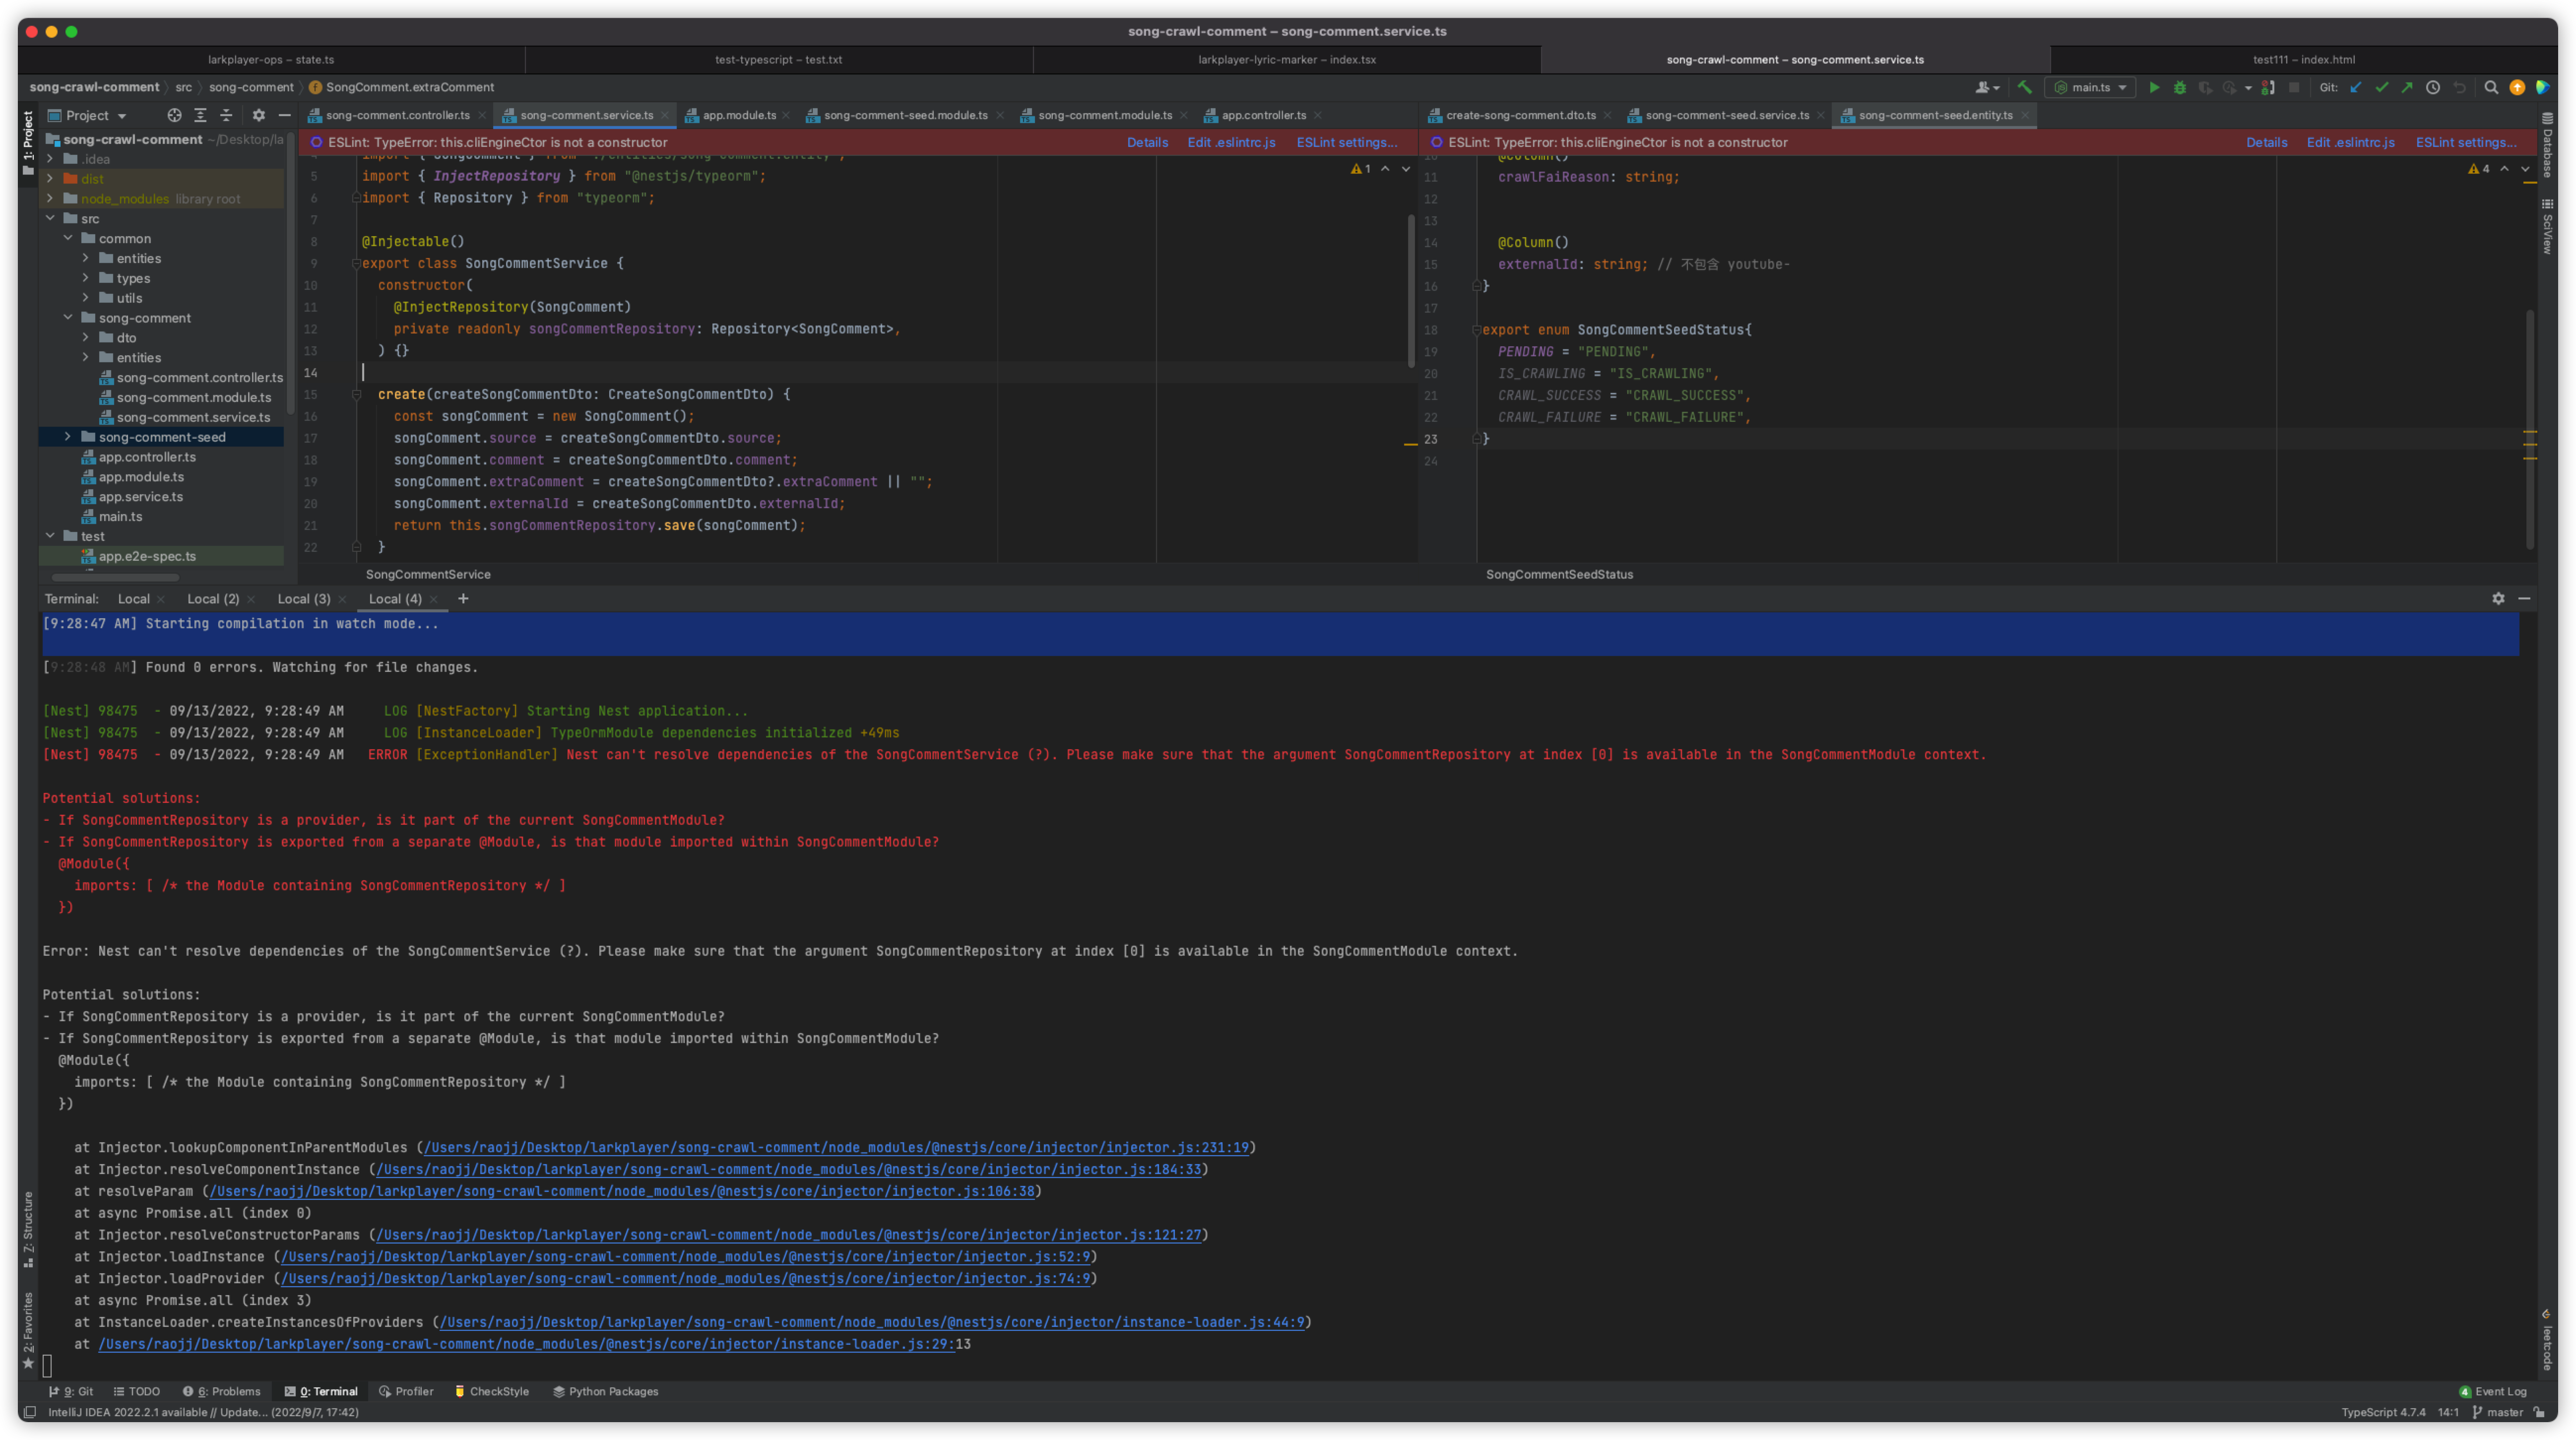 song-crawl-comment – song-comment.service.ts
larkplayer-ops – state.ts
test-typescript – test.txt
larkplayer-lyric-marker – index.tsx
song-crawl-comment – song-comment.service.ts
test111 – index.html
song-crawl-comment
src
song-comment
SongComment.extraComment
main.ts
Git:
1: Project
Project
song-crawl-comment ~/Desktop/la
.idea
dist
node_modules library root
src
common
entities
types
utils
song-comment
dto
entities
song-comment.controller.ts
song-comment.module.ts
song-comment.service.ts
song-comment-seed
app.controller.ts
app.module.ts
app.service.ts
main.ts
test
app.e2e-spec.ts
song-comment.controller.ts
song-comment.service.ts
app.module.ts
song-comment-seed.module.ts
song-comment.module.ts
app.controller.ts
ESLint: TypeError: this.cliEngineCtor is not a constructor
Details
Edit .eslintrc.js
ESLint settings...
1
5 import { InjectRepository } from "@nestjs/typeorm";
6 import { Repository } from "typeorm";
7
8 @Injectable()
9 export class SongCommentService {
10 constructor(
11 @InjectRepository(SongComment)
12 private readonly songCommentRepository: Repository<SongComment>,
13 ) {}
14
15 create(createSongCommentDto: CreateSongCommentDto) {
16 const songComment = new SongComment();
17 songComment.source = createSongCommentDto.source;
18 songComment.comment = createSongCommentDto.comment;
19 songComment.extraComment = createSongCommentDto?.extraComment || "";
20 songComment.externalId = createSongCommentDto.externalId;
21 return this.songCommentRepository.save(songComment);
22 }
SongCommentService
create-song-comment.dto.ts
song-comment-seed.service.ts
song-comment-seed.entity.ts
ESLint: TypeError: this.cliEngineCtor is not a constructor
Details
Edit .eslintrc.js
ESLint settings...
4
10 @Column()
11 crawlFaiReason: string;
12
13
14 @Column()
15 externalId: string; // 不包含 youtube-
16 }
17
18 export enum SongCommentSeedStatus{
19 PENDING = "PENDING",
20 IS_CRAWLING = "IS_CRAWLING",
21 CRAWL_SUCCESS = "CRAWL_SUCCESS",
22 CRAWL_FAILURE = "CRAWL_FAILURE",
23 }
24
SongCommentSeedStatus
Database
SciView
Terminal:
Local
Local (2)
Local (3)
Local (4)
[9:28:47 AM] Starting compilation in watch mode...
[9:28:48 AM] Found 0 errors. Watching for file changes.
[Nest] 98475 - 09/13/2022, 9:28:49 AM LOG [NestFactory] Starting Nest application...
[Nest] 98475 - 09/13/2022, 9:28:49 AM LOG [InstanceLoader] TypeOrmModule dependencies initialized +49ms
[Nest] 98475 - 09/13/2022, 9:28:49 AM ERROR [ExceptionHandler] Nest can't resolve dependencies of the SongCommentService (?). Please make sure that the argument SongCommentRepository at index [0] is available in the SongCommentModule context.
Potential solutions:
- If SongCommentRepository is a provider, is it part of the current SongCommentModule?
- If SongCommentRepository is exported from a separate @Module, is that module imported within SongCommentModule?
@Module({
imports: [ /* the Module containing SongCommentRepository */ ]
})
Error: Nest can't resolve dependencies of the SongCommentService (?). Please make sure that the argument SongCommentRepository at index [0] is available in the SongCommentModule context.
Potential solutions:
- If SongCommentRepository is a provider, is it part of the current SongCommentModule?
- If SongCommentRepository is exported from a separate @Module, is that module imported within SongCommentModule?
@Module({
imports: [ /* the Module containing SongCommentRepository */ ]
})
at Injector.lookupComponentInParentModules (/Users/raojj/Desktop/larkplayer/song-crawl-comment/node_modules/@nestjs/core/injector/injector.js:231:19)
at Injector.resolveComponentInstance (/Users/raojj/Desktop/larkplayer/song-crawl-comment/node_modules/@nestjs/core/injector/injector.js:184:33)
at resolveParam (/Users/raojj/Desktop/larkplayer/song-crawl-comment/node_modules/@nestjs/core/injector/injector.js:106:38)
at async Promise.all (index 0)
at Injector.resolveConstructorParams (/Users/raojj/Desktop/larkplayer/song-crawl-comment/node_modules/@nestjs/core/injector/injector.js:121:27)
at Injector.loadInstance (/Users/raojj/Desktop/larkplayer/song-crawl-comment/node_modules/@nestjs/core/injector/injector.js:52:9)
at Injector.loadProvider (/Users/raojj/Desktop/larkplayer/song-crawl-comment/node_modules/@nestjs/core/injector/injector.js:74:9)
at async Promise.all (index 3)
at InstanceLoader.createInstancesOfProviders (/Users/raojj/Desktop/larkplayer/song-crawl-comment/node_modules/@nestjs/core/injector/instance-loader.js:44:9)
at /Users/raojj/Desktop/larkplayer/song-crawl-comment/node_modules/@nestjs/core/injector/instance-loader.js:29:13
7: Structure
2: Favorites
leetcode
9: Git
TODO
6: Problems
0: Terminal
Profiler
CheckStyle
Python Packages
4 Event Log
IntelliJ IDEA 2022.2.1 available // Update... (2022/9/7, 17:42)
TypeScript 4.7.4
14:1
master